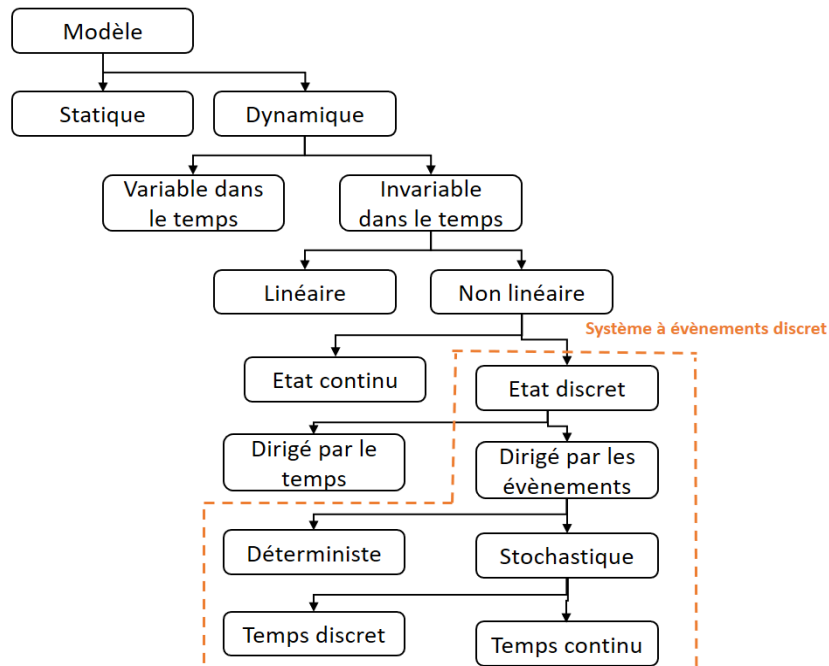 Modèle
Statique
Dynamique
Variable dans
le temps
Invariable
dans le temps
Linéaire
Non linéaire
Système à évènements discret
Etat continu
Etat discret
Dirigé par le
temps
Dirigé par les
évènements
Déterministe
Stochastique
Temps discret
Temps continu